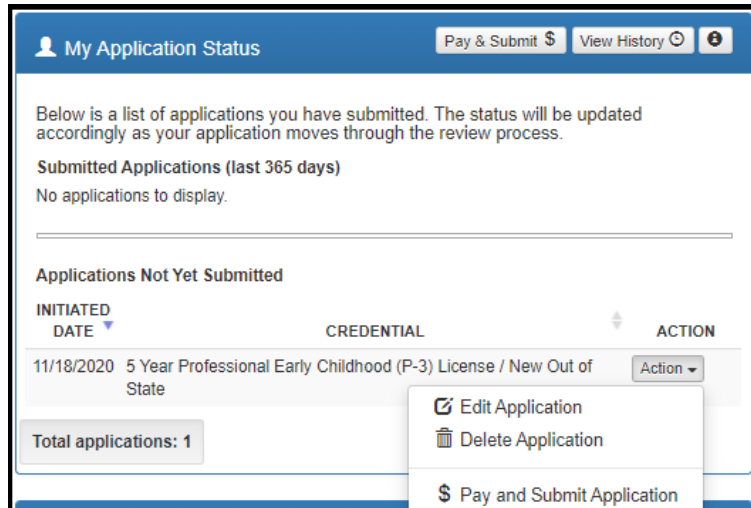 My Application Status
Pay & Submit $ View History
Below is a list of applications you have submitted. The status will be updated
accordingly as your application moves through the review process.
Submitted Applications (last 365 days)
No applications to display.
Applications Not Yet Submitted
INITIATED
DATE CREDENTIAL ACTION
11/18/2020 5 Year Professional Early Childhood (P-3) License / New Out of
State
Action
Edit Application
Total applications: 1
Delete Application
$ Pay and Submit Application